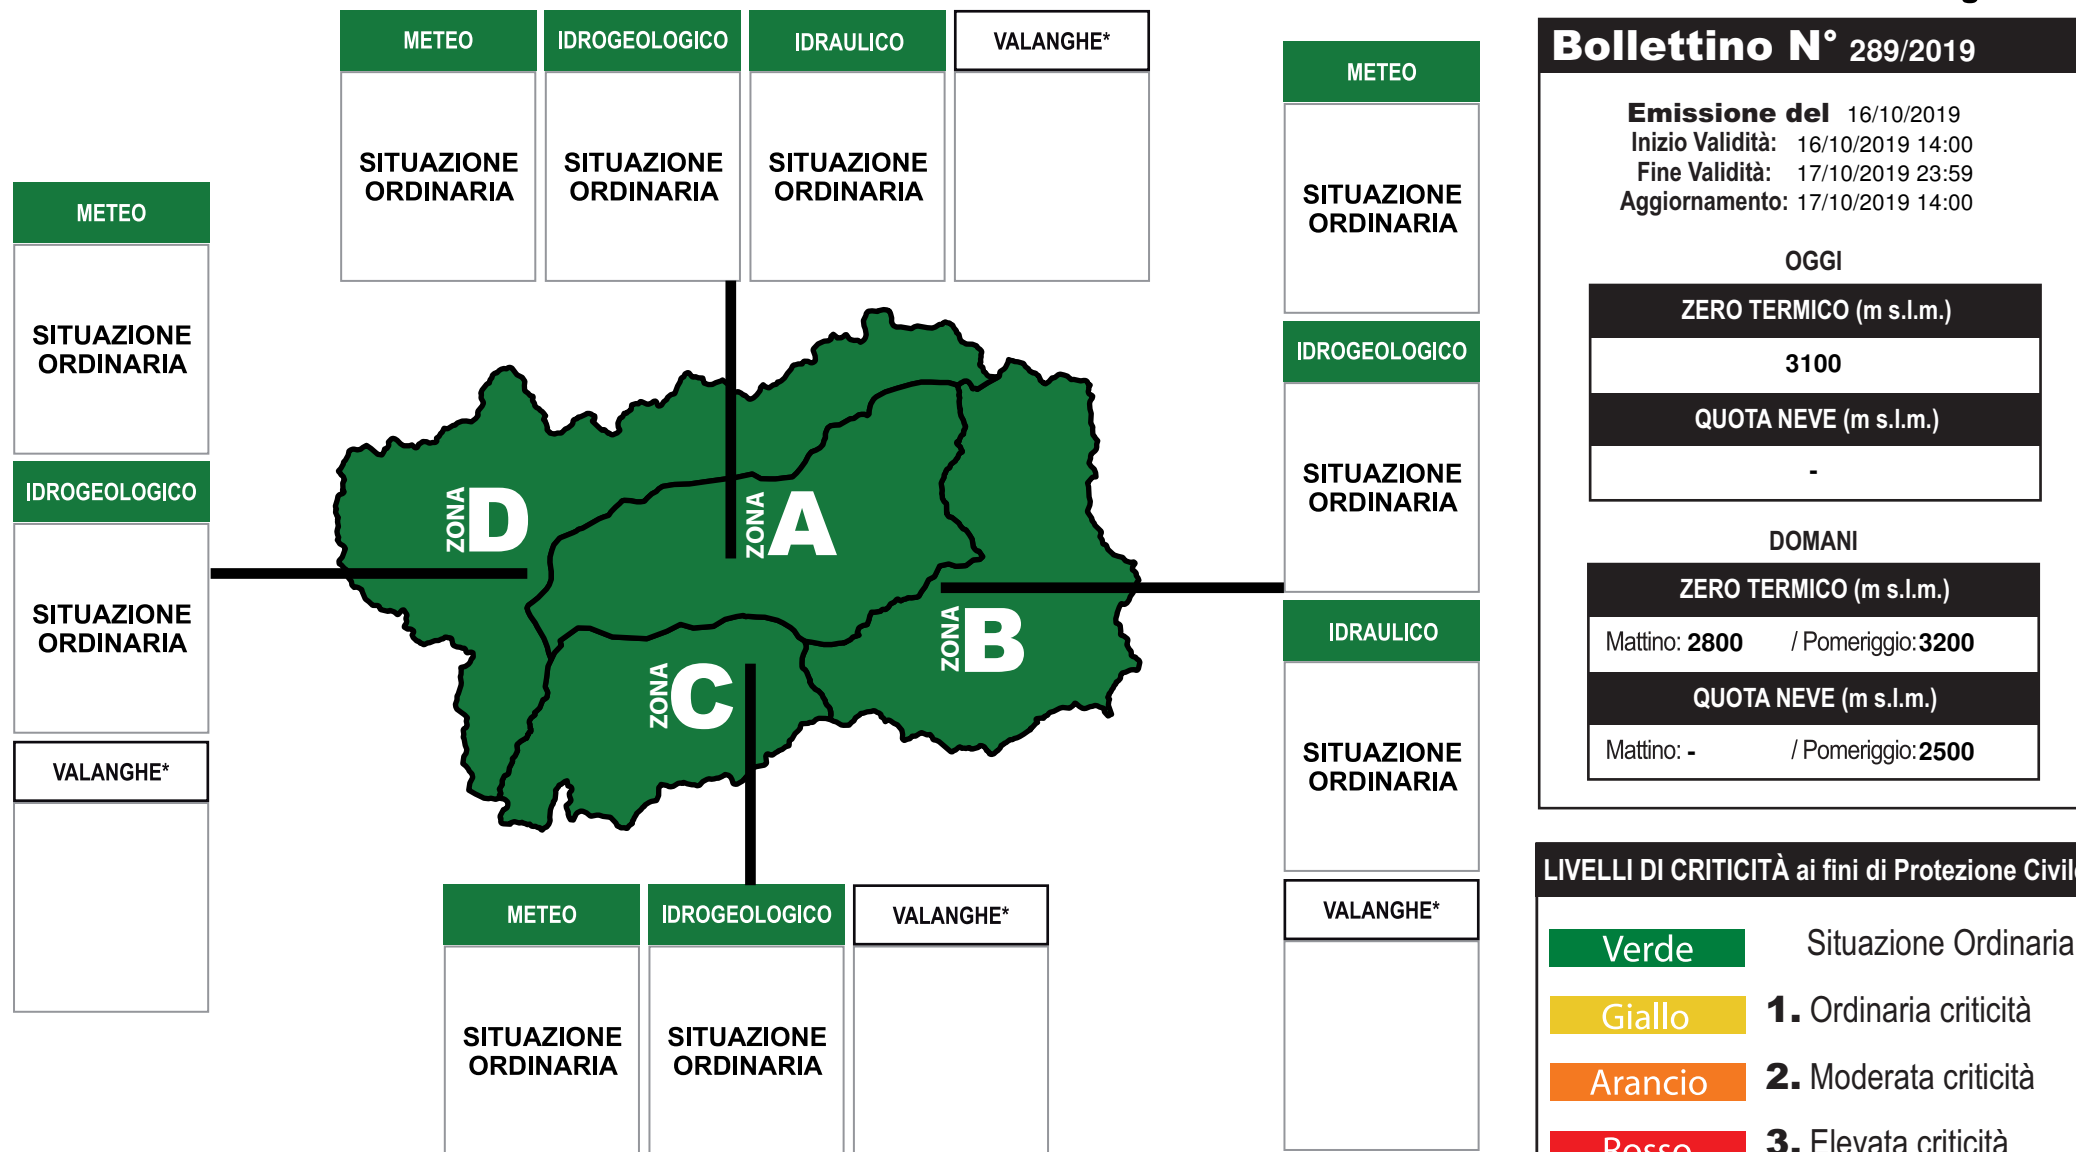 METEO
IDROGEOLOGICO
IDRAULICO
VALANGHE*
SITUAZIONE
ORDINARIA
SITUAZIONE
ORDINARIA
SITUAZIONE
ORDINARIA
METEO
SITUAZIONE
ORDINARIA
IDROGEOLOGICO
SITUAZIONE
ORDINARIA
VALANGHE*
ZONA D
ZONA A
ZONA B
ZONA C
METEO
SITUAZIONE
ORDINARIA
IDROGEOLOGICO
SITUAZIONE
ORDINARIA
IDRAULICO
SITUAZIONE
ORDINARIA
VALANGHE*
METEO
IDROGEOLOGICO
VALANGHE*
SITUAZIONE
ORDINARIA
SITUAZIONE
ORDINARIA
Bollettino N° 289/2019
Emissione del 16/10/2019
Inizio Validità: 16/10/2019 14:00
Fine Validità: 17/10/2019 23:59
Aggiornamento: 17/10/2019 14:00
OGGI
ZERO TERMICO (m s.l.m.)
3100
QUOTA NEVE (m s.l.m.)
-
DOMANI
ZERO TERMICO (m s.l.m.)
Mattino: 2800 / Pomeriggio: 3200
QUOTA NEVE (m s.l.m.)
Mattino: - / Pomeriggio: 2500
LIVELLI DI CRITICITÀ ai fini di Protezione Civile
Verde Situazione Ordinaria
Giallo 1. Ordinaria criticità
Arancio 2. Moderata criticità
Rosso 3. Elevata criticità